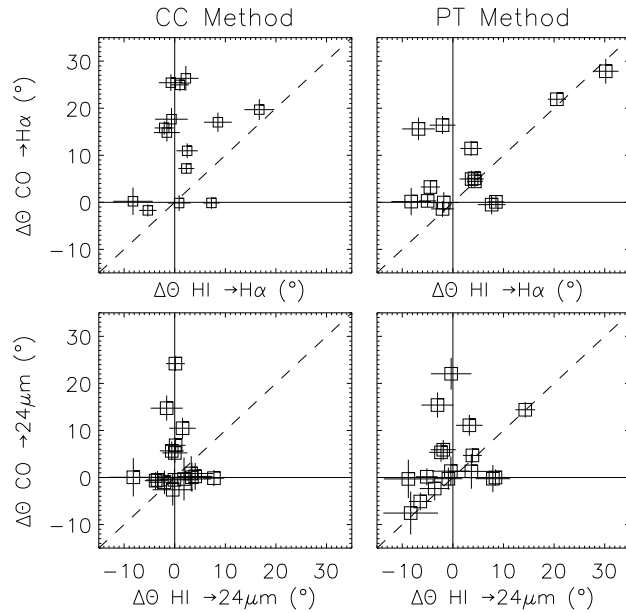 CC Method
PT Method
ΔΘ CO →Hα (°)
30
20
10
0
−10
ΔΘ HI →Hα (°)
ΔΘ HI →Hα (°)
ΔΘ CO →24μm (°)
30
20
10
0
−10
−10 0 10 20 30
−10 0 10 20 30
ΔΘ HI →24μm (°)
ΔΘ HI →24μm (°)